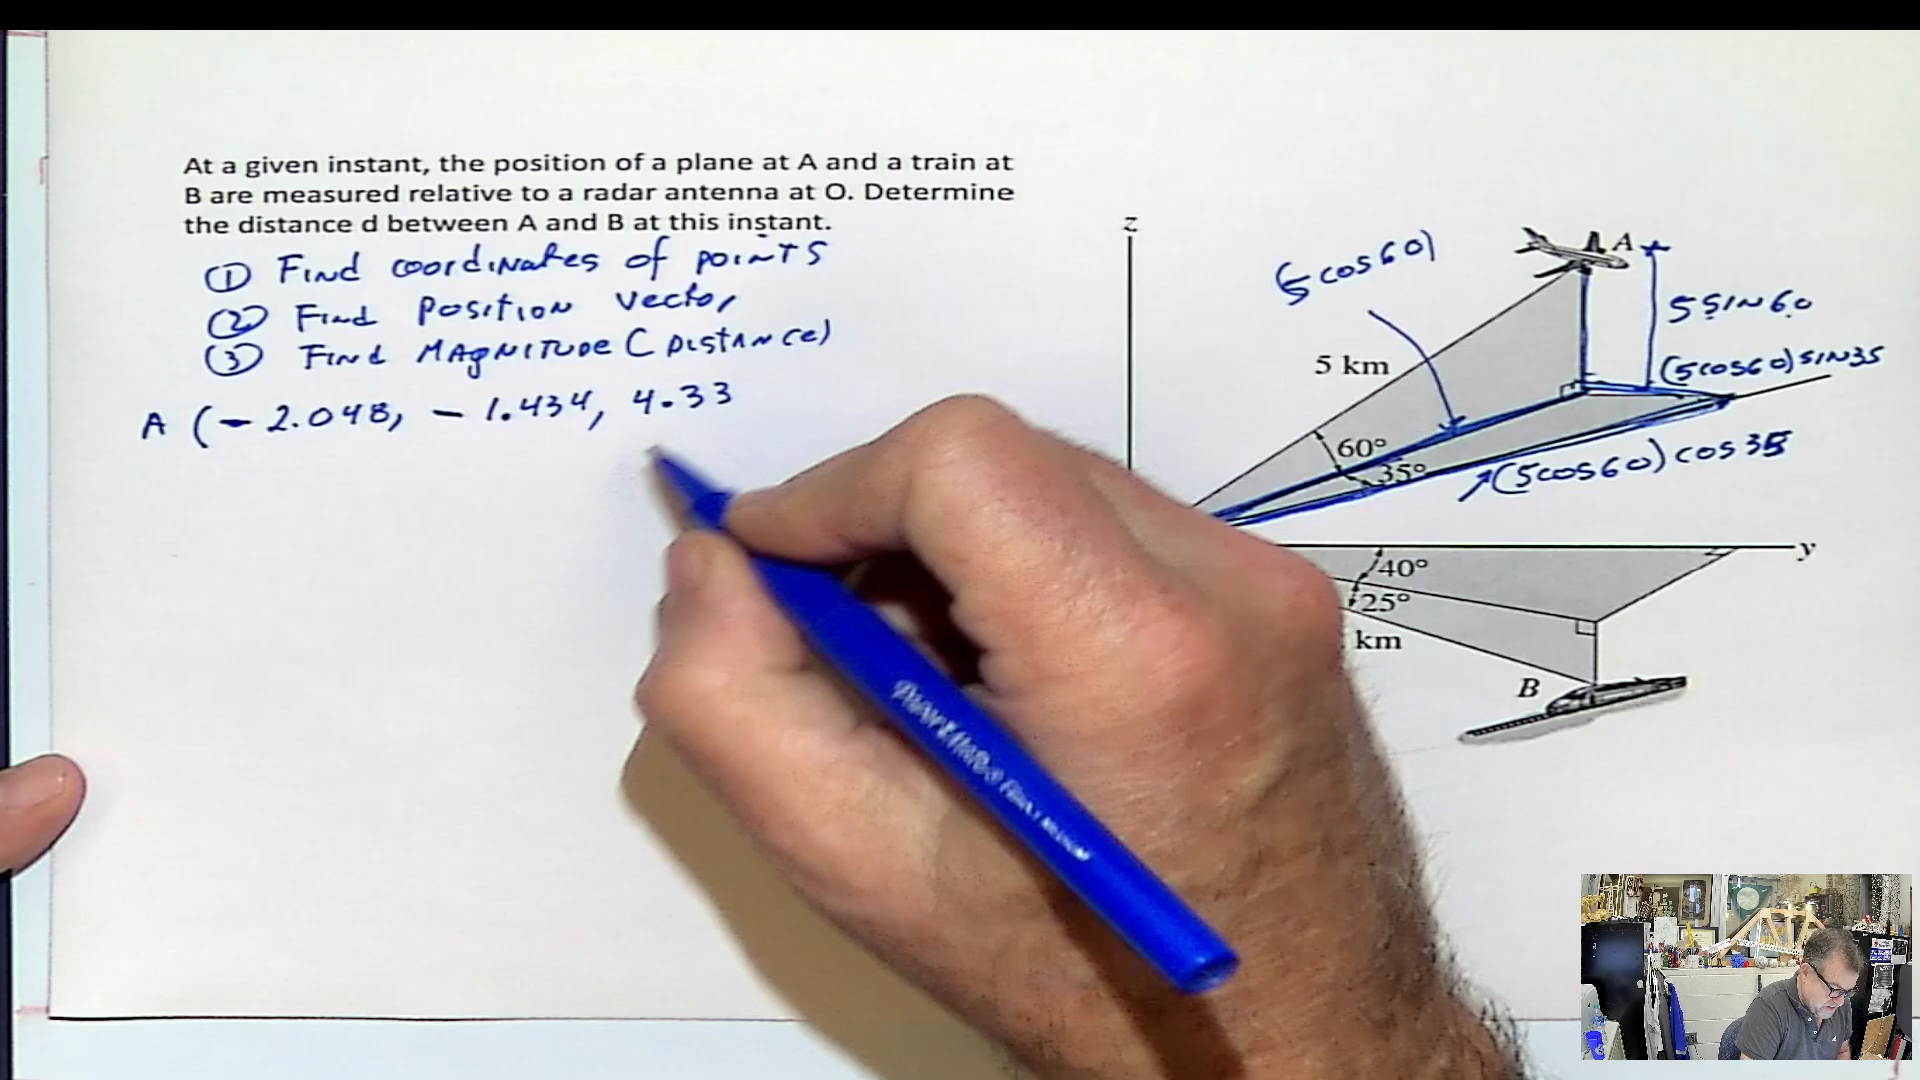 At a given instant, the position of a plane at A and a train at
B are measured relative to a radar antenna at O. Determine
the distance d between A and B at this instant.
① Find coordinates of points
② Find Position vector
③ Find Magnitude (Distance)
A (-2.048, -1.434, 4.33
z
5cos60)
A
5 SIN60
5 km
(5cos60)sin35
60°
35°
(5cos60)cos35
y
40°
25°
km
B